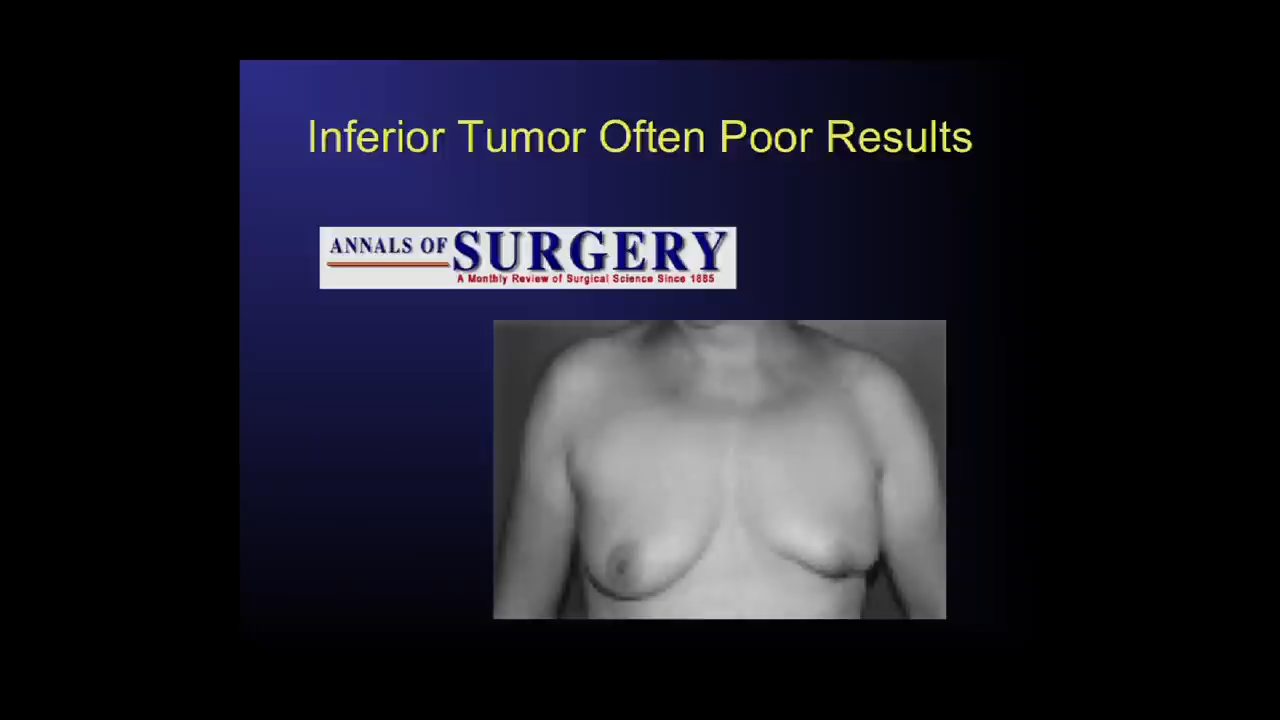 Inferior Tumor Often Poor Results
ANNALS OF SURGERY
A Monthly Review of Surgical Science Since 1885